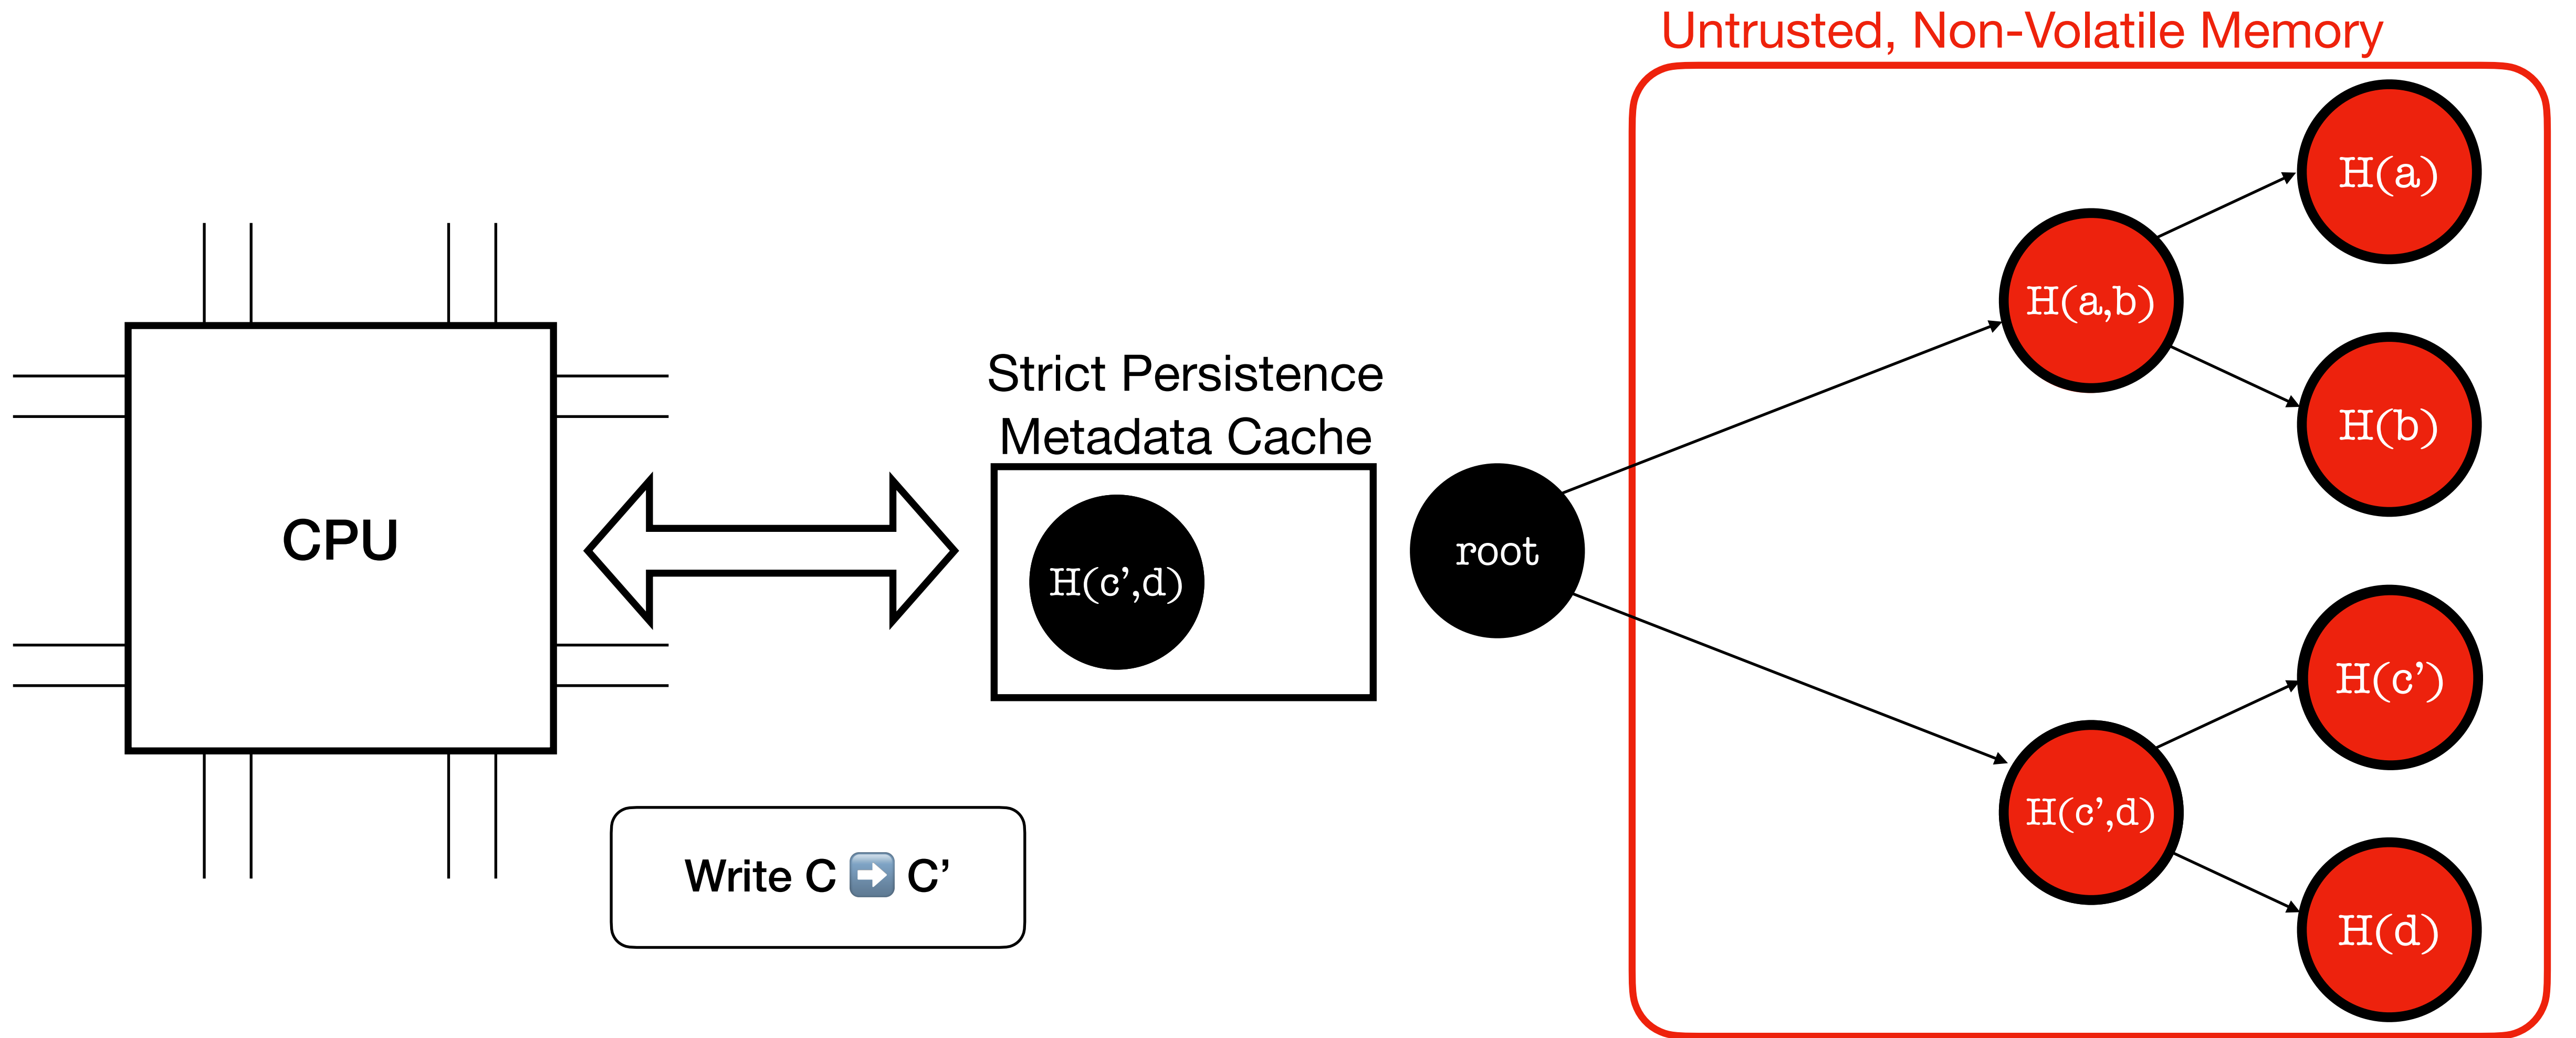 Untrusted, Non-Volatile Memory
H(a)
H(a,b)
H(b)
Strict Persistence
Metadata Cache
CPU
H(c’,d)
root
H(c’)
H(c’,d)
H(d)
Write C ➡️ C’